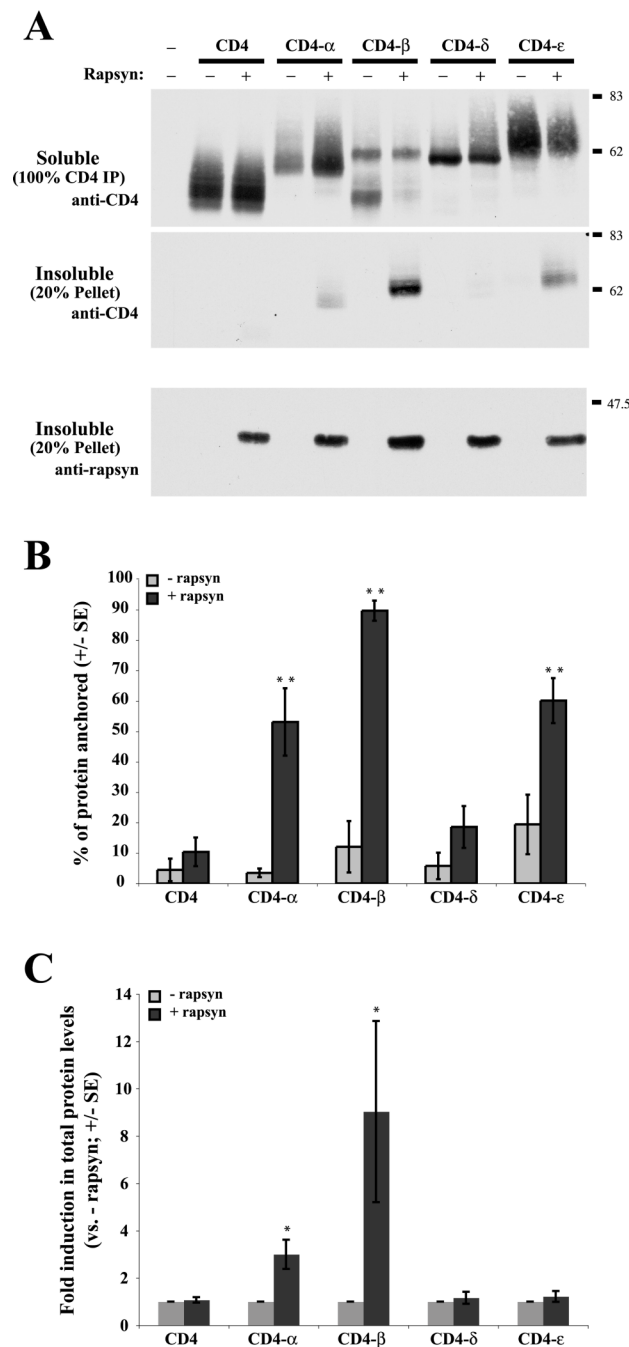 A
– CD4 CD4-α CD4-β CD4-δ CD4-ε
Rapsyn: – – + – + – + – + – +
83
Soluble
(100% CD4 IP)
anti-CD4
62
83
Insoluble
(20% Pellet)
anti-CD4
62
47.5
Insoluble
(20% Pellet)
anti-rapsyn
B
% of protein anchored (+/- SE)
- rapsyn
+ rapsyn
100
90
80
70
60
50
40
30
20
10
0
* *
* *
* *
CD4 CD4-α CD4-β CD4-δ CD4-ε
C
Fold induction in total protein levels
(vs. - rapsyn; +/- SE)
- rapsyn
+ rapsyn
14
12
10
8
6
4
2
0
*
*
CD4 CD4-α CD4-β CD4-δ CD4-ε